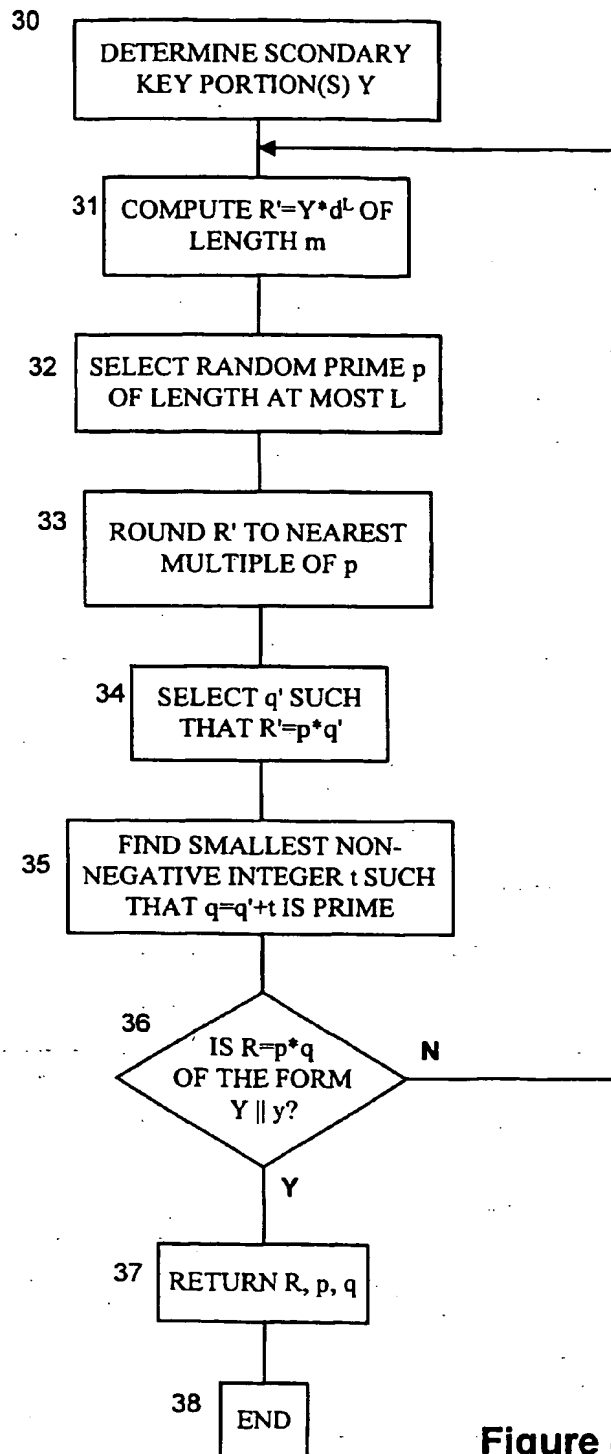 30
DETERMINE SCONDARY
KEY PORTION(S) Y
31
COMPUTE R'=Y*d^L OF
LENGTH m
32
SELECT RANDOM PRIME p
OF LENGTH AT MOST L
33
ROUND R' TO NEAREST
MULTIPLE OF p
34
SELECT q' SUCH
THAT R'=p*q'
35
FIND SMALLEST NON-
NEGATIVE INTEGER t SUCH
THAT q=q'+t IS PRIME
36
IS R=p*q
OF THE FORM
Y || y?
N
Y
37
RETURN R, p, q
38
END
Figure